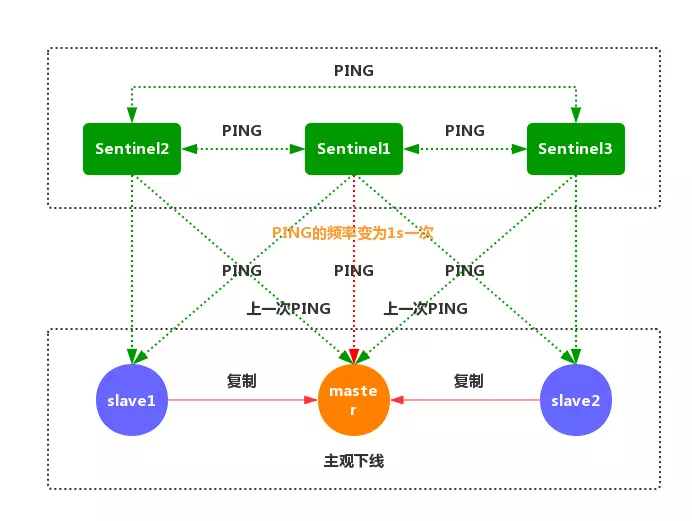 PING
PING
PING
Sentinel2
Sentinel1
Sentinel3
PING的频率变为1s一次
PING
PING
PING
上一次PING
上一次PING
复制
复制
slave1
maste
r
slave2
主观下线